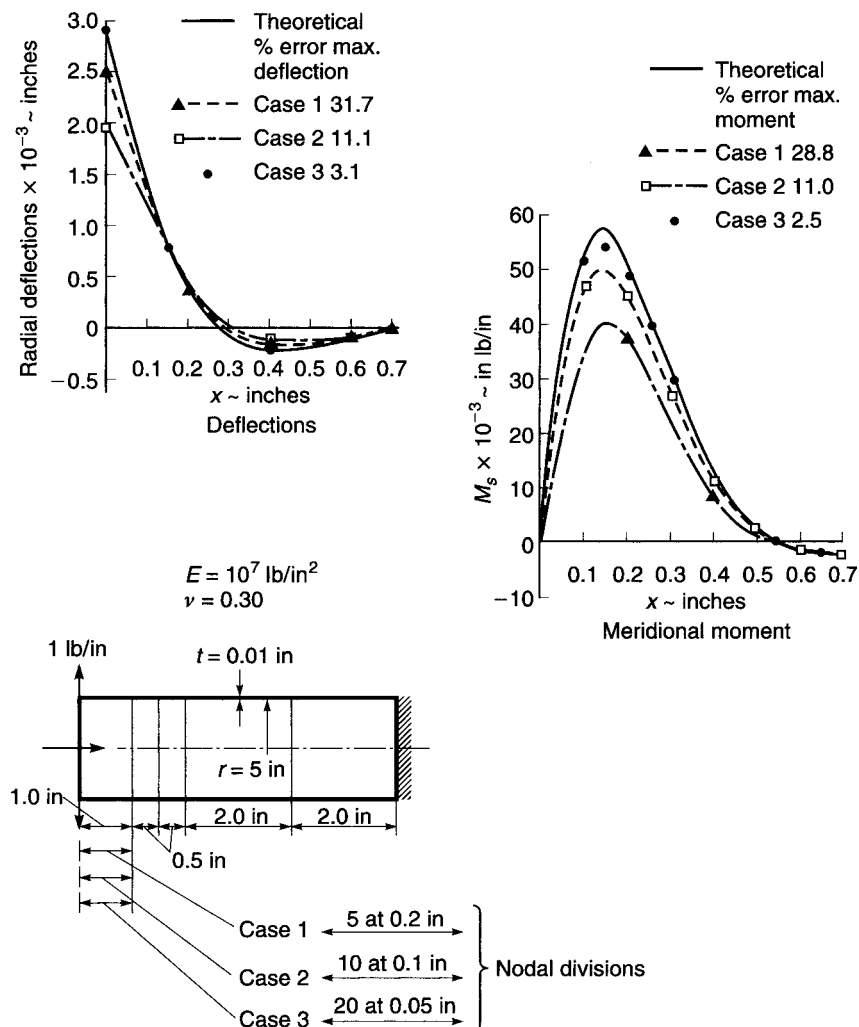 3.0
2.5
2.0
1.5
1.0
0.5
0
−0.5
Radial deflections × 10⁻³ ~ inches
0.1 0.2 0.3 0.4 0.5 0.6 0.7
x ~ inches
Deflections
Theoretical
% error max.
deflection
Case 1 31.7
Case 2 11.1
Case 3 3.1
Theoretical
% error max.
moment
Case 1 28.8
Case 2 11.0
Case 3 2.5
60
50
40
30
20
10
0
−10
Mₛ × 10⁻³ ~ in lb/in
0.1 0.2 0.3 0.4 0.5 0.6 0.7
x ~ inches
Meridional moment
E = 10⁷ lb/in²
ν = 0.30
1 lb/in
t = 0.01 in
r = 5 in
1.0 in
2.0 in 2.0 in
0.5 in
Case 1 5 at 0.2 in
Case 2 10 at 0.1 in
Case 3 20 at 0.05 in
Nodal divisions